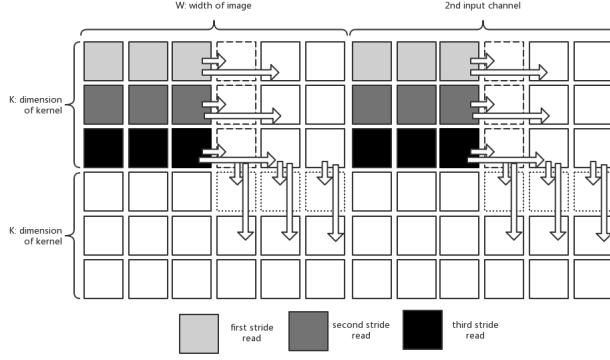 W: width of image
2nd input channel
K: dimension
of kernel
K: dimension
of kernel
first stride
read
second stride
read
third stride
read